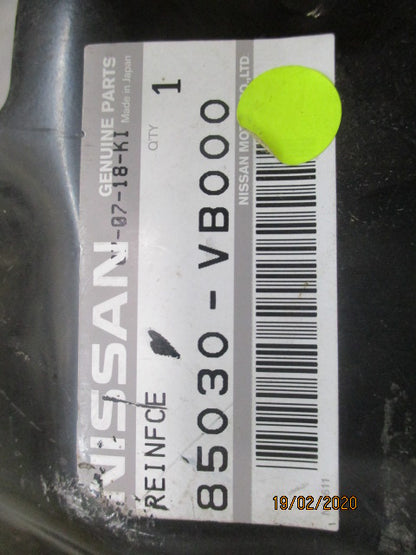 NISSAN
GENUINE PARTS
Made in Japan
-07-18-KI
QTY 1
REINFCE
85030-VB000
NISSAN MOTOR CO.,LTD.
19/02/2020